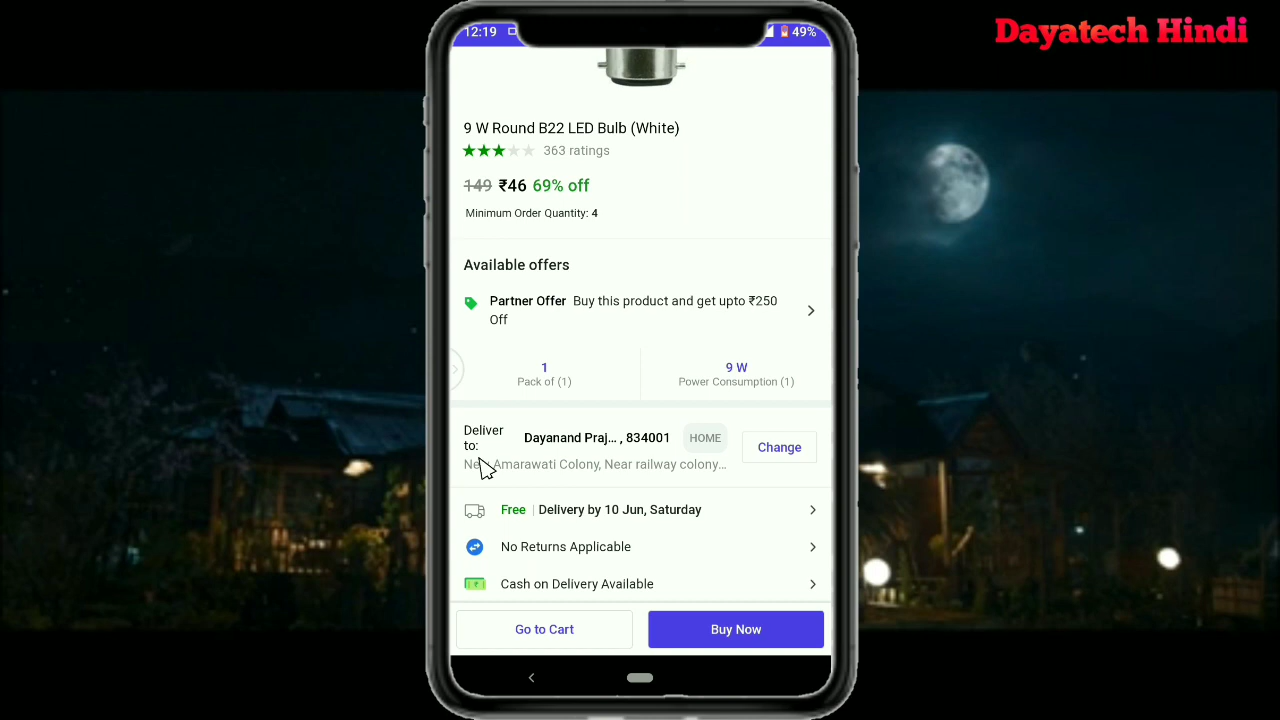 Dayatech Hindi
12:19
49%
9 W Round B22 LED Bulb (White)
363 ratings
149 ₹46 69% off
Minimum Order Quantity: 4
Available offers
Partner Offer Buy this product and get upto ₹250
Off
1
Pack of (1)
9 W
Power Consumption (1)
Deliver
to:
Dayanand Praj... , 834001
HOME
Change
Amarawati Colony, Near railway colony...
Free | Delivery by 10 Jun, Saturday
No Returns Applicable
Cash on Delivery Available
Go to Cart
Buy Now